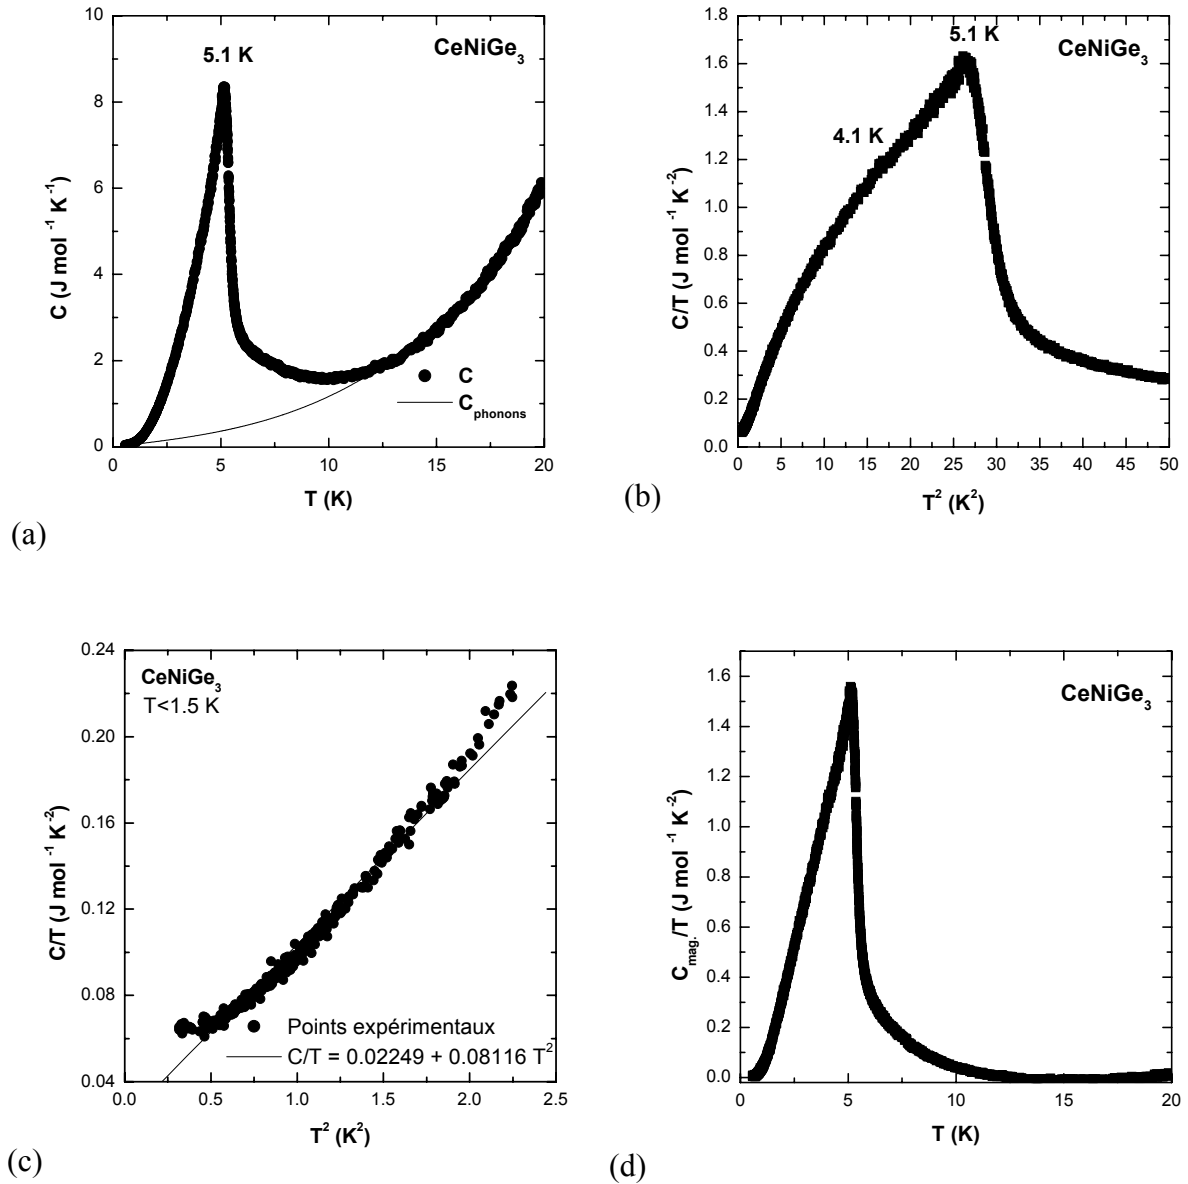 10
8
6
4
2
0
0
5
10
15
20
C (J mol ⁻¹ K⁻¹)
T (K)
5.1 K
CeNiGe₃
C
C_phonons
(a)
1.8
1.6
1.4
1.2
1.0
0.8
0.6
0.4
0.2
0.0
0 5 10 15 20 25 30 35 40 45 50
C/T (J mol ⁻¹ K⁻²)
T² (K²)
5.1 K
4.1 K
CeNiGe₃
(b)
0.24
0.20
0.16
0.12
0.08
0.04
0.0 0.5 1.0 1.5 2.0 2.5
C/T (J mol ⁻¹ K⁻²)
T² (K²)
CeNiGe₃
T<1.5 K
Points expérimentaux
C/T = 0.02249 + 0.08116 T²
(c)
1.6
1.4
1.2
1.0
0.8
0.6
0.4
0.2
0.0
0 5 10 15 20
C_mag./T (J mol ⁻¹ K⁻²)
T (K)
CeNiGe₃
(d)